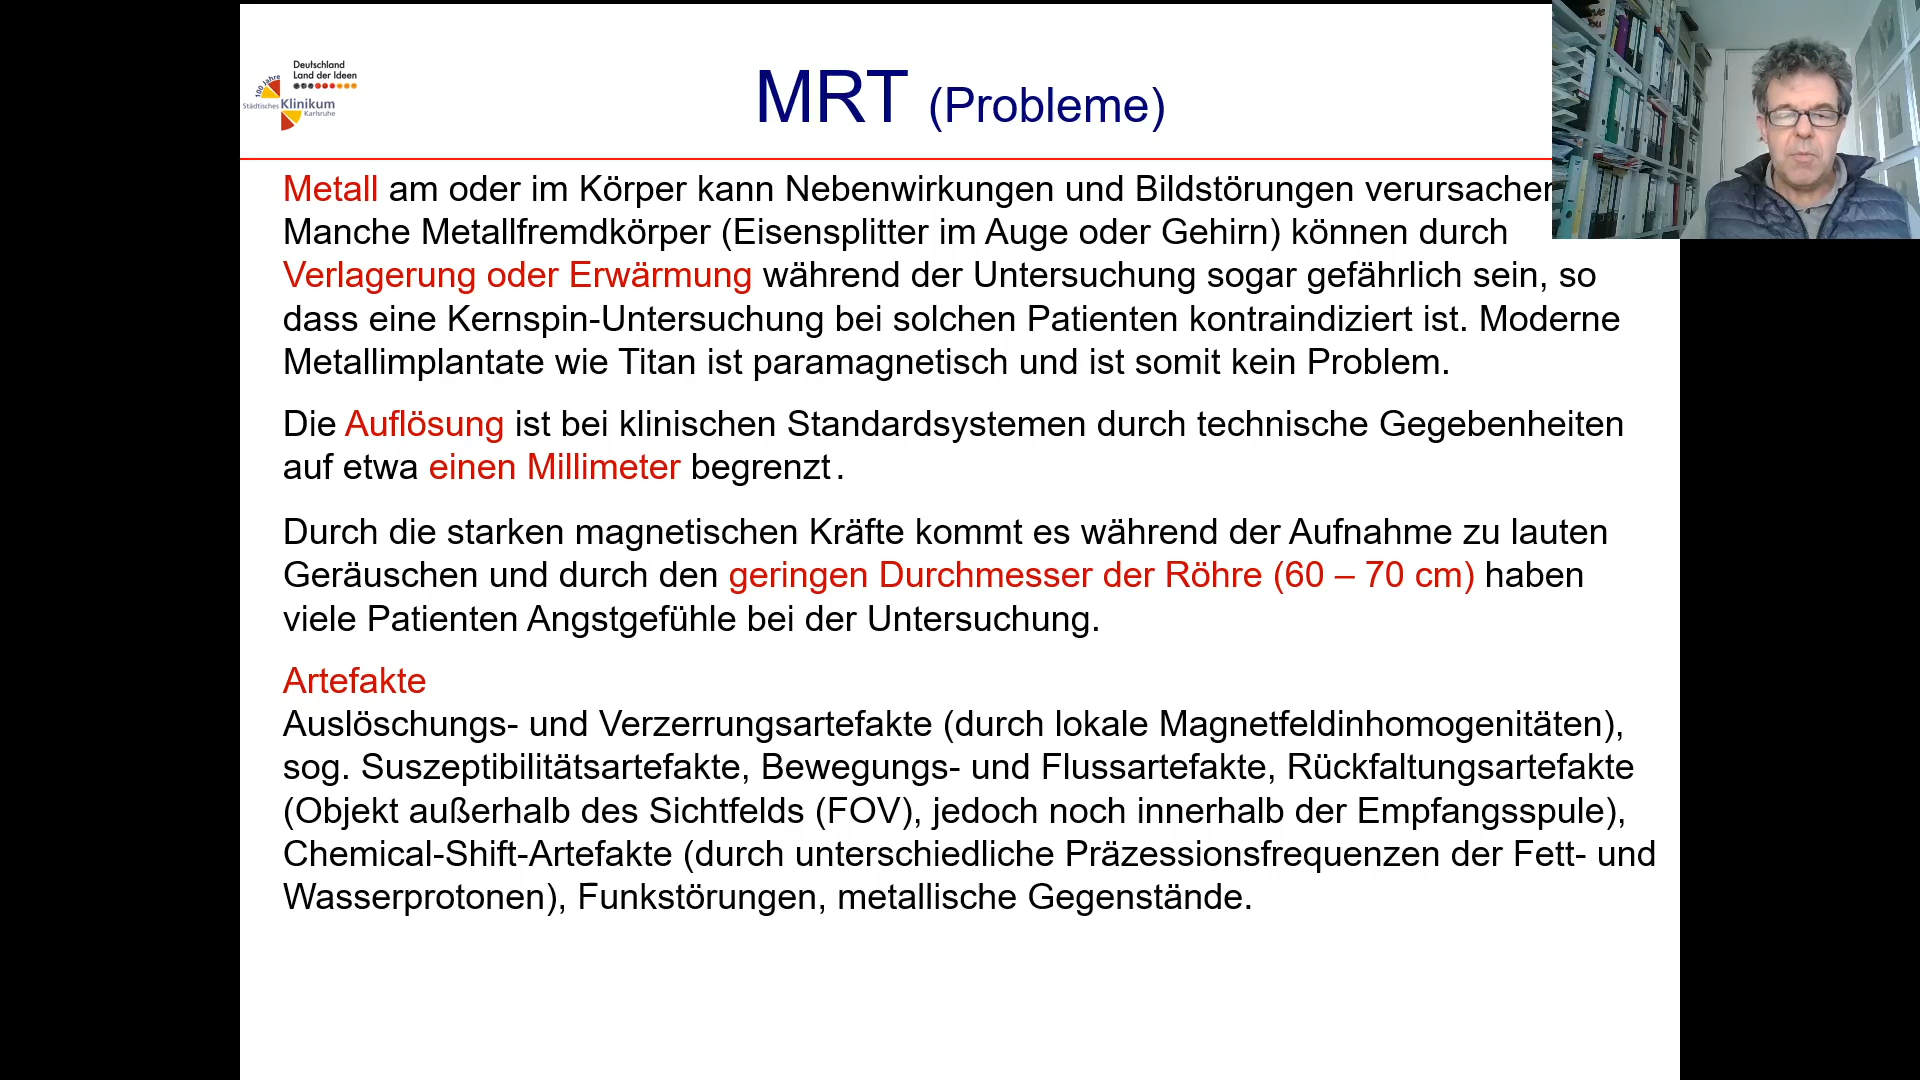 Deutschland
Land der Ideen
100 Jahre
Städtisches Klinikum
Karlsruhe
MRT (Probleme)
Metall am oder im Körper kann Nebenwirkungen und Bildstörungen verursachen
Manche Metallfremdkörper (Eisensplitter im Auge oder Gehirn) können durch
Verlagerung oder Erwärmung während der Untersuchung sogar gefährlich sein, so
dass eine Kernspin-Untersuchung bei solchen Patienten kontraindiziert ist. Moderne
Metallimplantate wie Titan ist paramagnetisch und ist somit kein Problem.
Die Auflösung ist bei klinischen Standardsystemen durch technische Gegebenheiten
auf etwa einen Millimeter begrenzt.
Durch die starken magnetischen Kräfte kommt es während der Aufnahme zu lauten
Geräuschen und durch den geringen Durchmesser der Röhre (60 – 70 cm) haben
viele Patienten Angstgefühle bei der Untersuchung.
Artefakte
Auslöschungs- und Verzerrungsartefakte (durch lokale Magnetfeldinhomogenitäten),
sog. Suszeptibilitätsartefakte, Bewegungs- und Flussartefakte, Rückfaltungsartefakte
(Objekt außerhalb des Sichtfelds (FOV), jedoch noch innerhalb der Empfangsspule),
Chemical-Shift-Artefakte (durch unterschiedliche Präzessionsfrequenzen der Fett- und
Wasserprotonen), Funkstörungen, metallische Gegenstände.